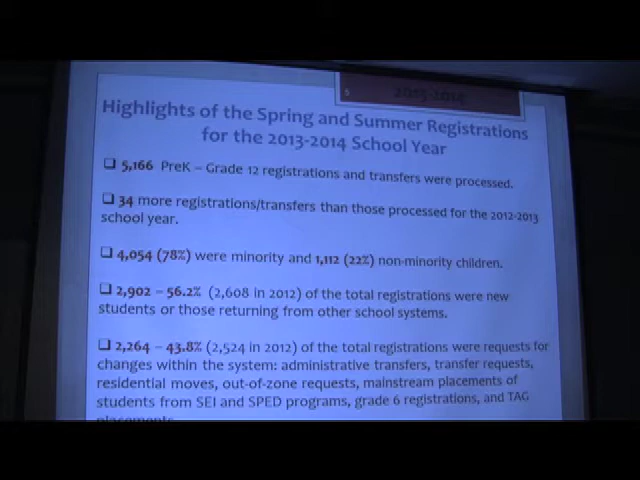 5
2013-2014
Highlights of the Spring and Summer Registrations
for the 2013-2014 School Year
❑ 5,166 PreK – Grade 12 registrations and transfers were processed.
❑ 34 more registrations/transfers than those processed for the 2012-2013
school year.
❑ 4,054 (78%) were minority and 1,112 (22%) non-minority children.
❑ 2,902 – 56.2% (2,608 in 2012) of the total registrations were new
students or those returning from other school systems.
❑ 2,264 – 43.8% (2,524 in 2012) of the total registrations were requests for
changes within the system: administrative transfers, transfer requests,
residential moves, out-of-zone requests, mainstream placements of
students from SEI and SPED programs, grade 6 registrations, and TAG
placements.